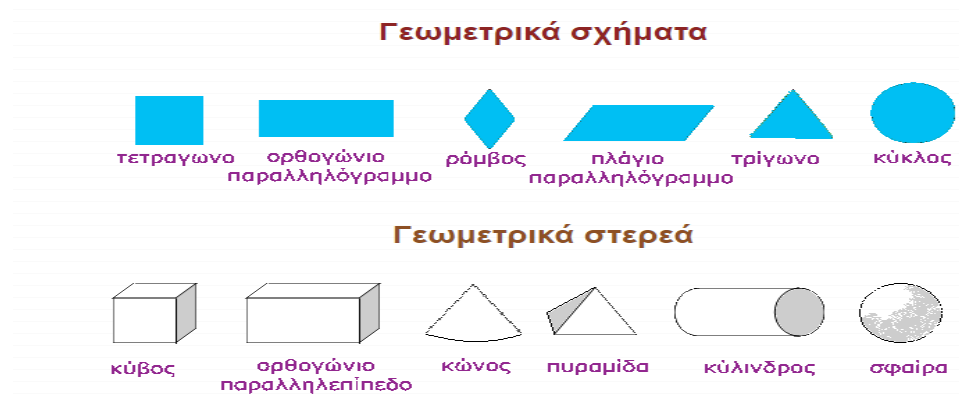 Γεωμετρικά σχήματα
τετραγωνο
ορθογώνιο
παραλληλόγραμμο
ρόμβος
πλάγιο
παραλληλόγραμμο
τρίγωνο
κύκλος
Γεωμετρικά στερεά
κύβος
ορθογώνιο
παραλληλεπίπεδο
κώνος
πυραμίδα
κύλινδρος
σφαίρα